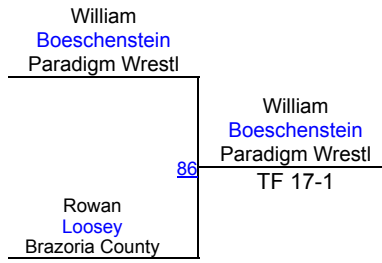 William
Boeschenstein
Paradigm Wrestl
William
Boeschenstein
Paradigm Wrestl
86
TF 17-1
Rowan
Loosey
Brazoria County